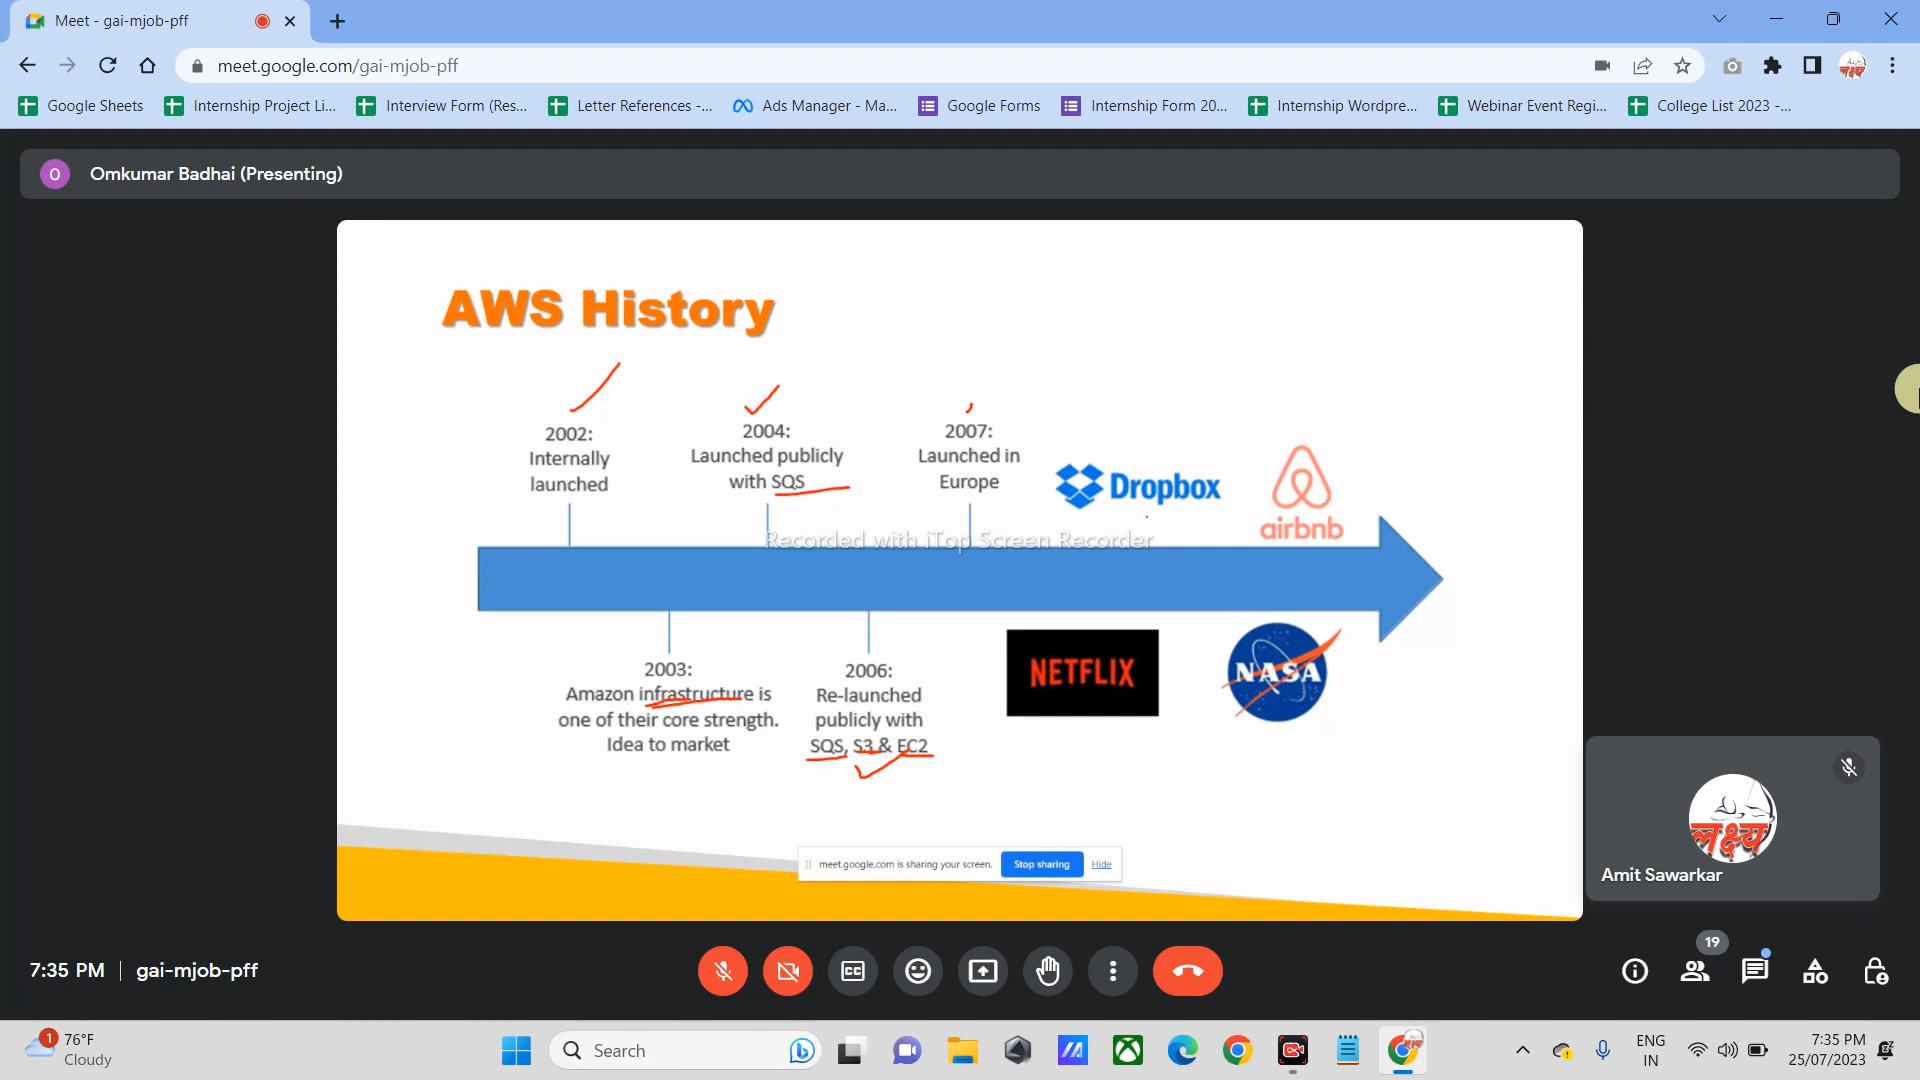 Meet - gai-mjob-pff
meet.google.com/gai-mjob-pff
Google Sheets
Internship Project Li...
Interview Form (Res...
Letter References -...
Ads Manager - Ma...
Google Forms
Internship Form 20...
Internship Wordpre...
Webinar Event Regi...
College List 2023 -...
O
Omkumar Badhai (Presenting)
AWS History
2002:
Internally
launched
2004:
Launched publicly
with SQS
2007:
Launched in
Europe
Dropbox
airbnb
Recorded with iTop Screen Recorder
2003:
Amazon infrastructure is
one of their core strength.
Idea to market
2006:
Re-launched
publicly with
SQS, S3 & EC2
NETFLIX
NASA
meet.google.com is sharing your screen.
Stop sharing
Hide
लक्ष्य
Amit Sawarkar
7:35 PM
gai-mjob-pff
CC
19
1
76°F
Cloudy
Search
ENG
IN
7:35 PM
25/07/2023